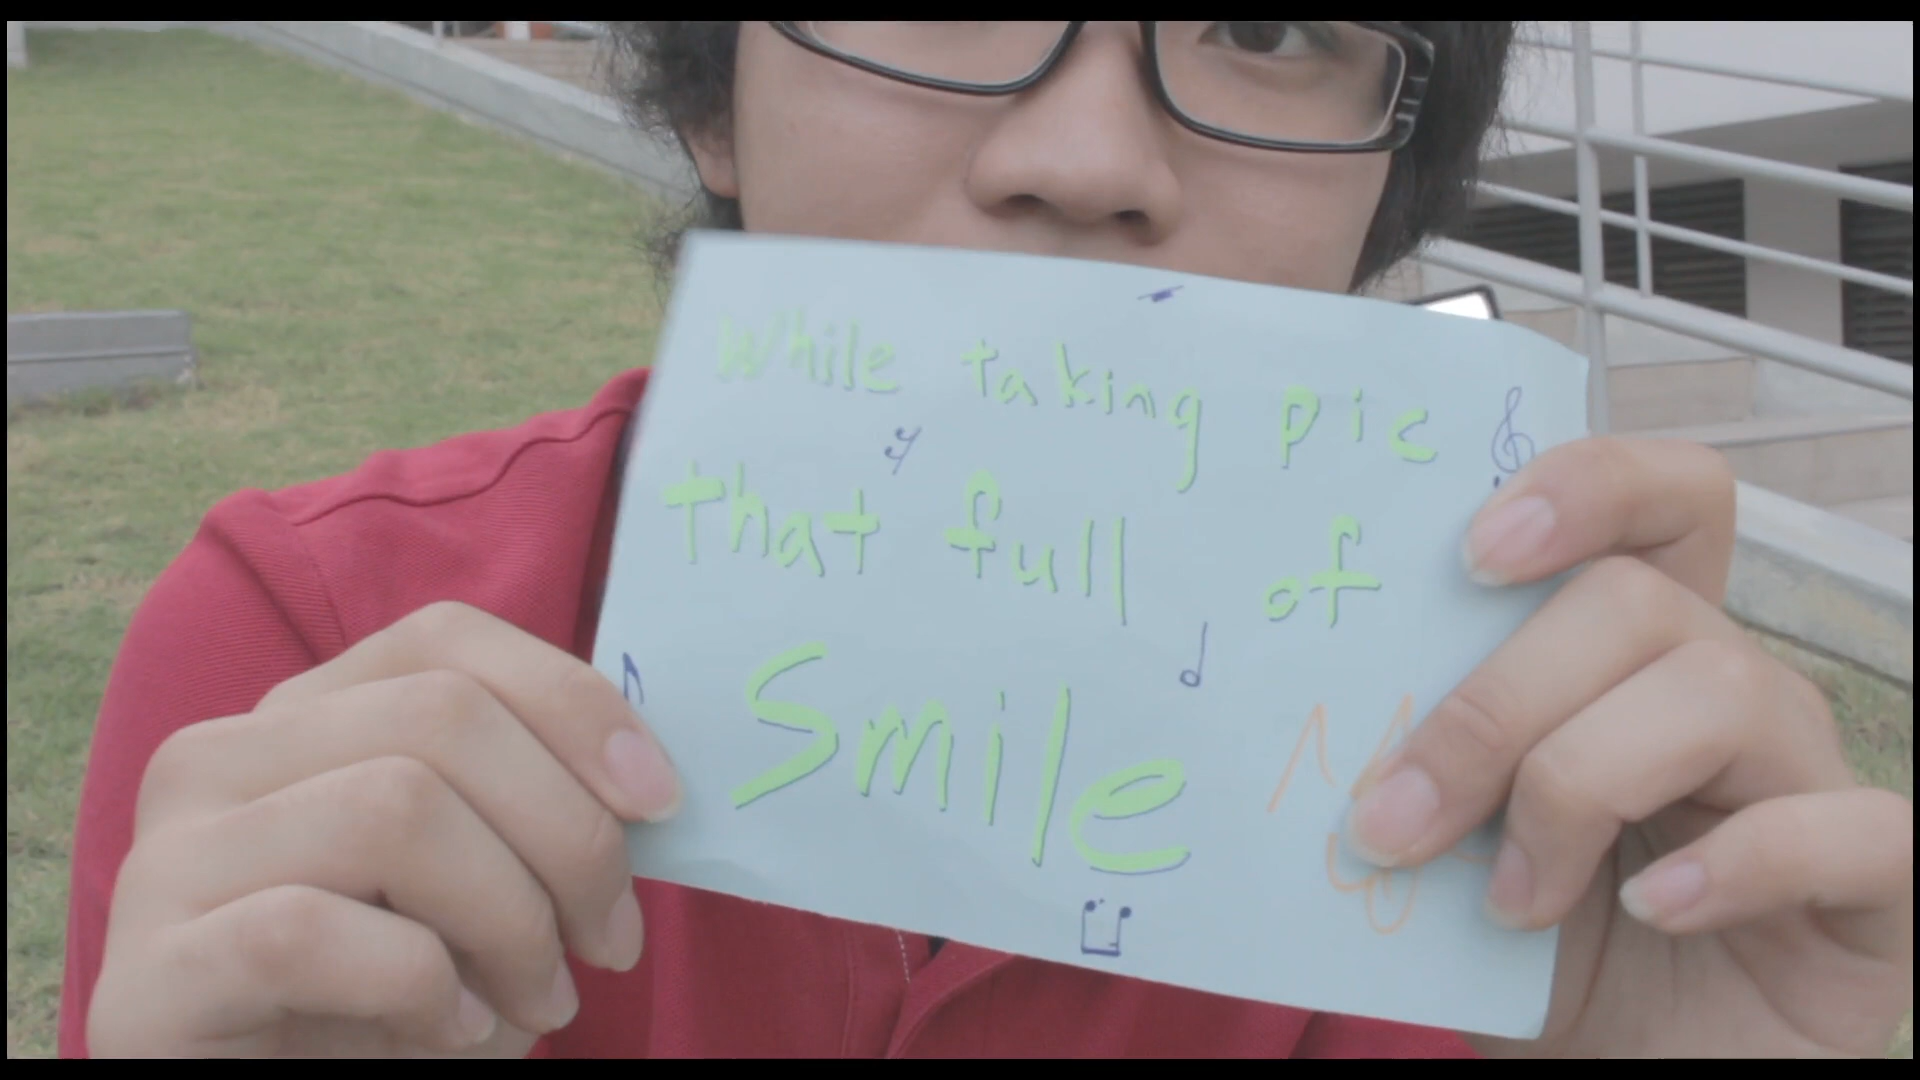 While taking pic
that full of
Smile